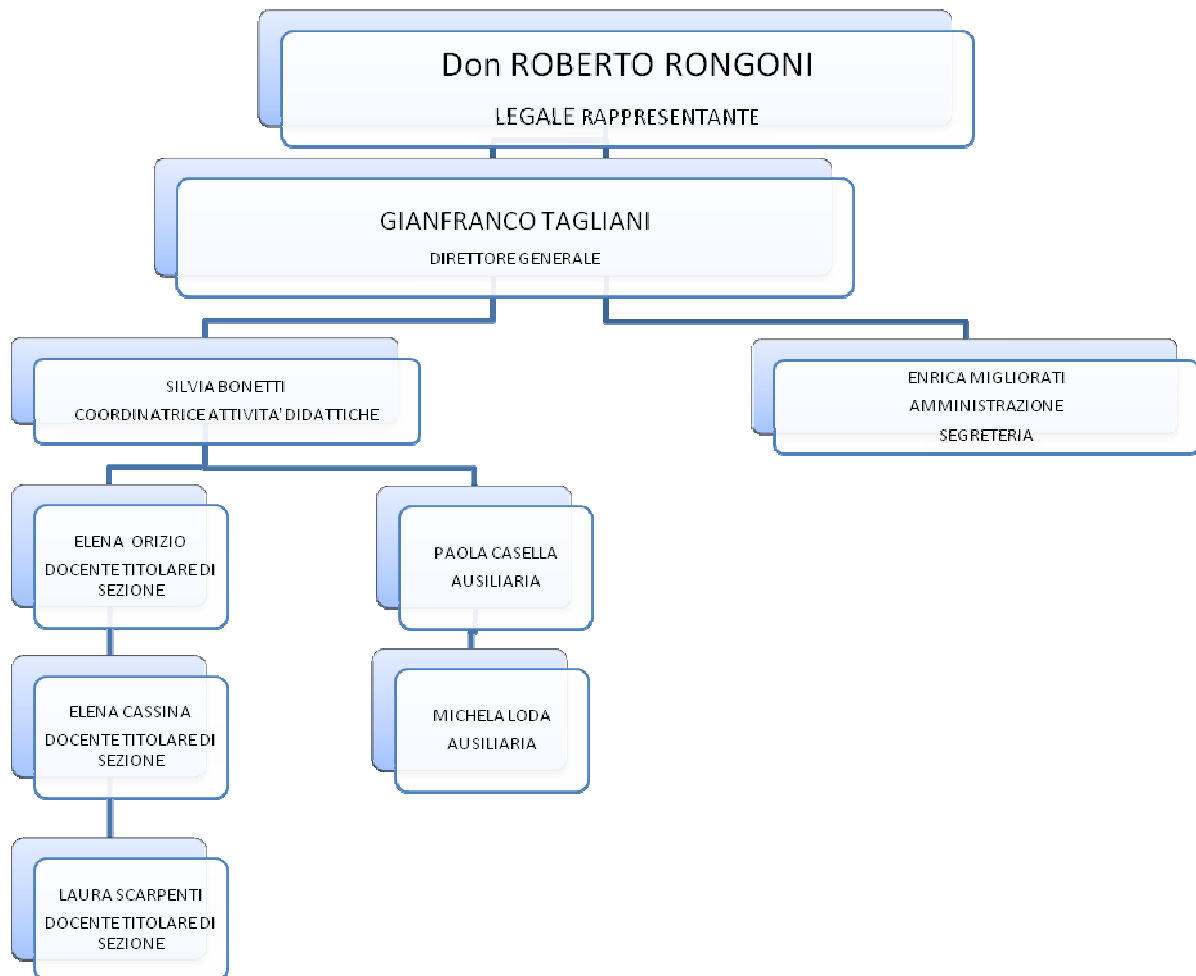 Don ROBERTO RONGONI
LEGALE RAPPRESENTANTE
GIANFRANCO TAGLIANI
DIRETTORE GENERALE
SILVIA BONETTI
COORDINATRICE ATTIVITA' DIDATTICHE
ENRICA MIGLIORATI
AMMINISTRAZIONE
SEGRETERIA
ELENA ORIZIO
DOCENTE TITOLARE DI
SEZIONE
PAOLA CASELLA
AUSILIARIA
ELENA CASSINA
DOCENTE TITOLARE DI
SEZIONE
MICHELA LODA
AUSILIARIA
LAURA SCARPENTI
DOCENTE TITOLARE DI
SEZIONE